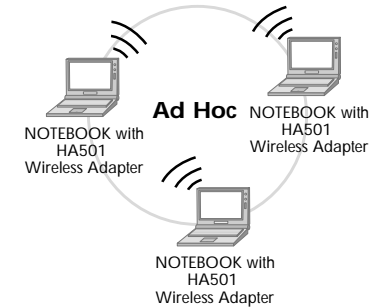 Ad Hoc
NOTEBOOK with
HA501
Wireless Adapter
NOTEBOOK with
HA501
Wireless Adapter
NOTEBOOK with
HA501
Wireless Adapter